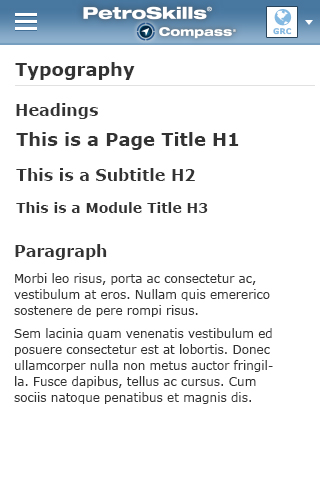 PetroSkills®
Compass®
GRC
Typography
Headings
This is a Page Title H1
This is a Subtitle H2
This is a Module Title H3
Paragraph
Morbi leo risus, porta ac consectetur ac,
vestibulum at eros. Nullam quis emererico
sostenere de pere rompi risus.
Sem lacinia quam venenatis vestibulum ed
posuere consectetur est at lobortis. Donec
ullamcorper nulla non metus auctor fringil-
la. Fusce dapibus, tellus ac cursus. Cum
sociis natoque penatibus et magnis dis.